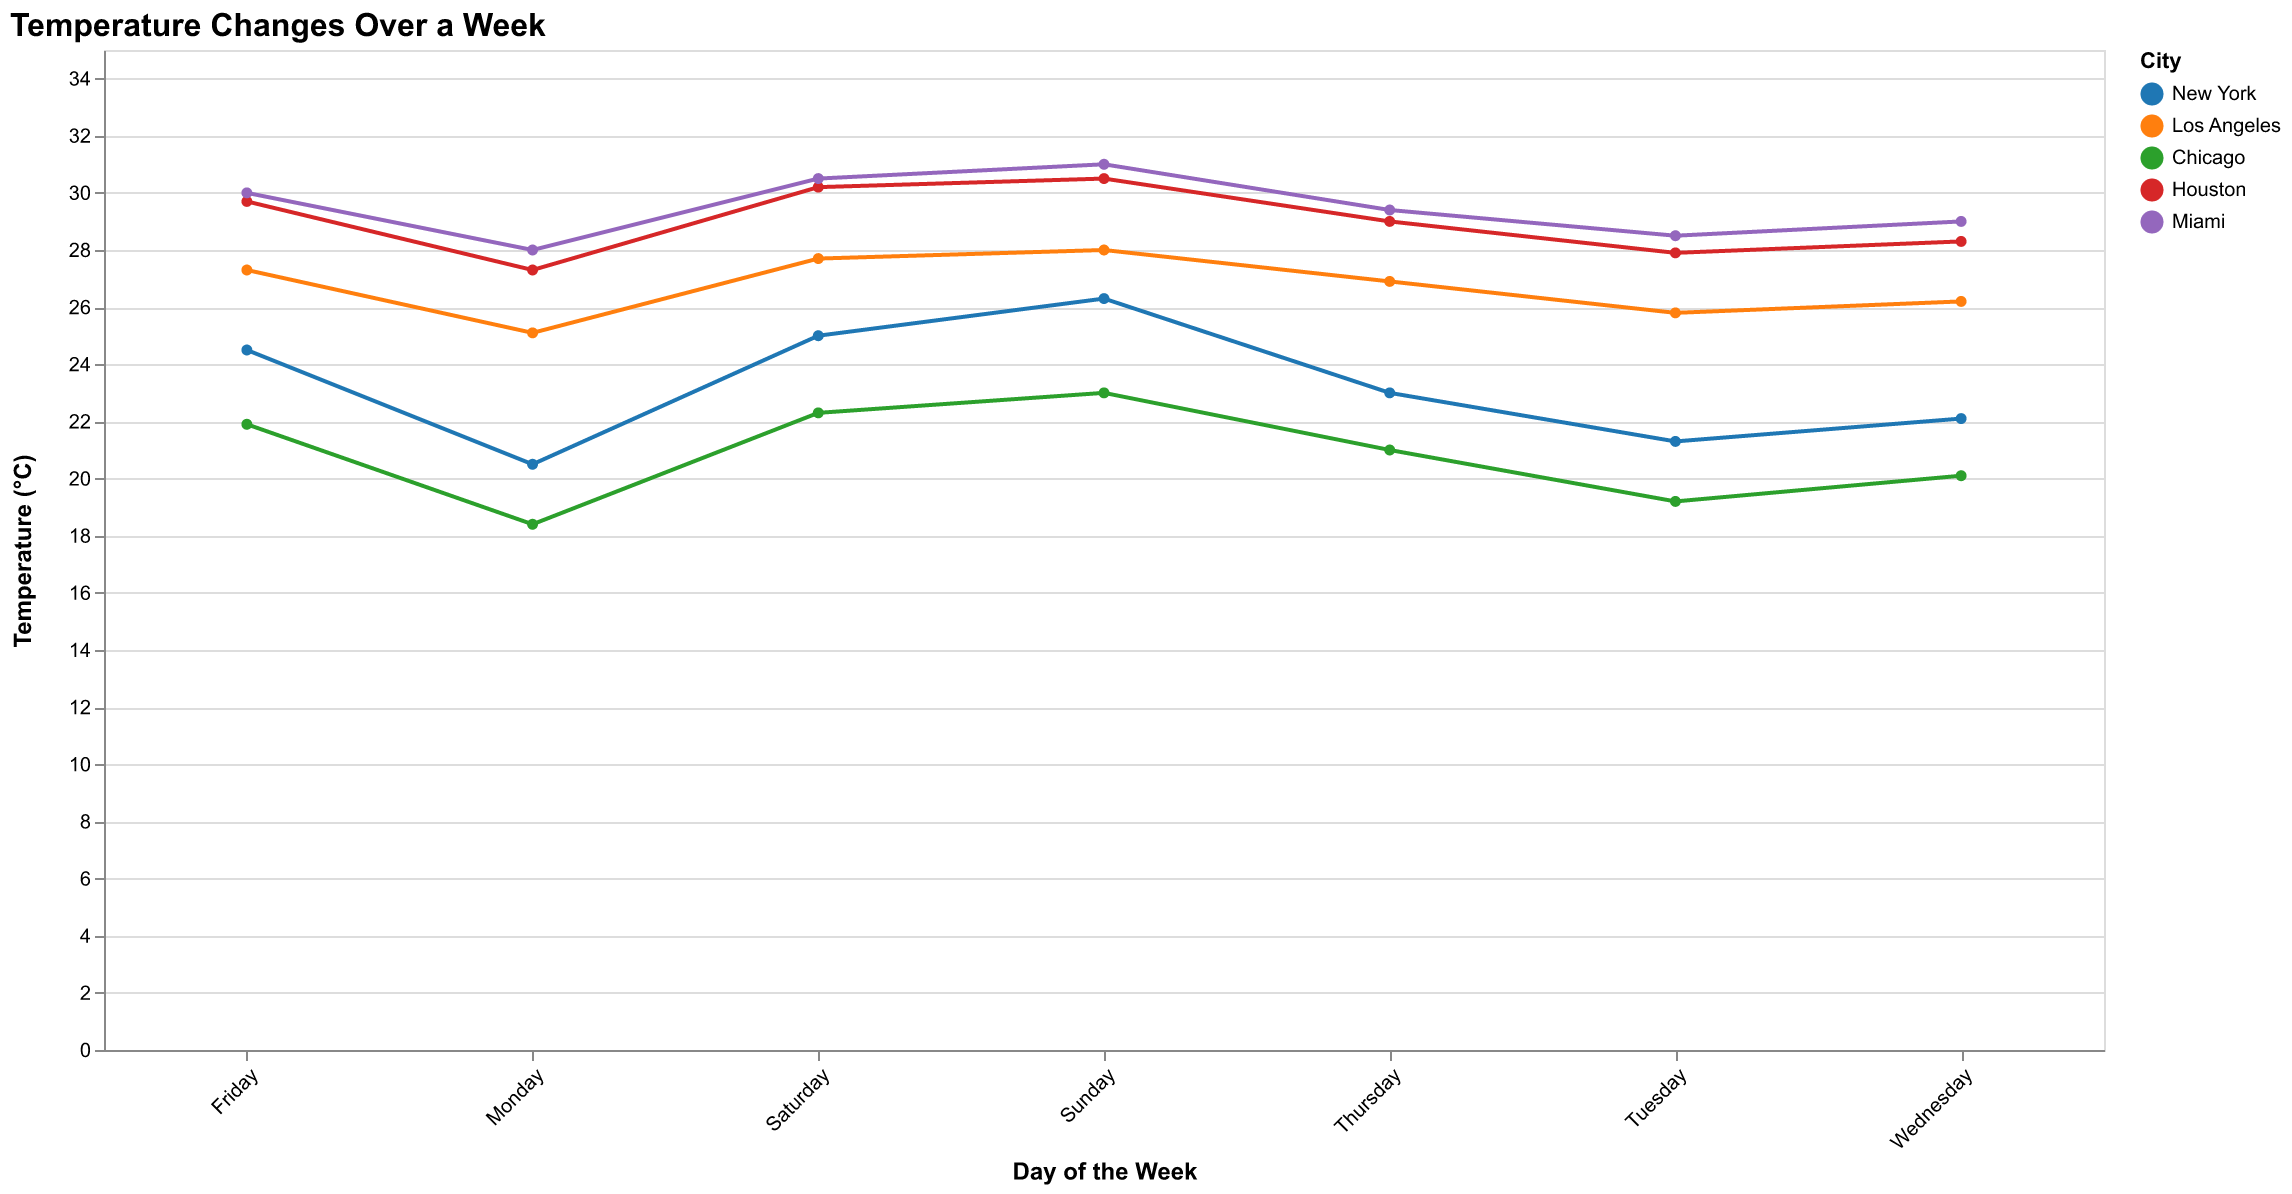 Temperature Changes Over a Week
Temperature (°C)
34
32
30
28
26
24
22
20
18
16
14
12
10
8
6
4
2
0
Friday
Monday
Saturday
Sunday
Thursday
Tuesday
Wednesday
Day of the Week
City
New York
Los Angeles
Chicago
Houston
Miami